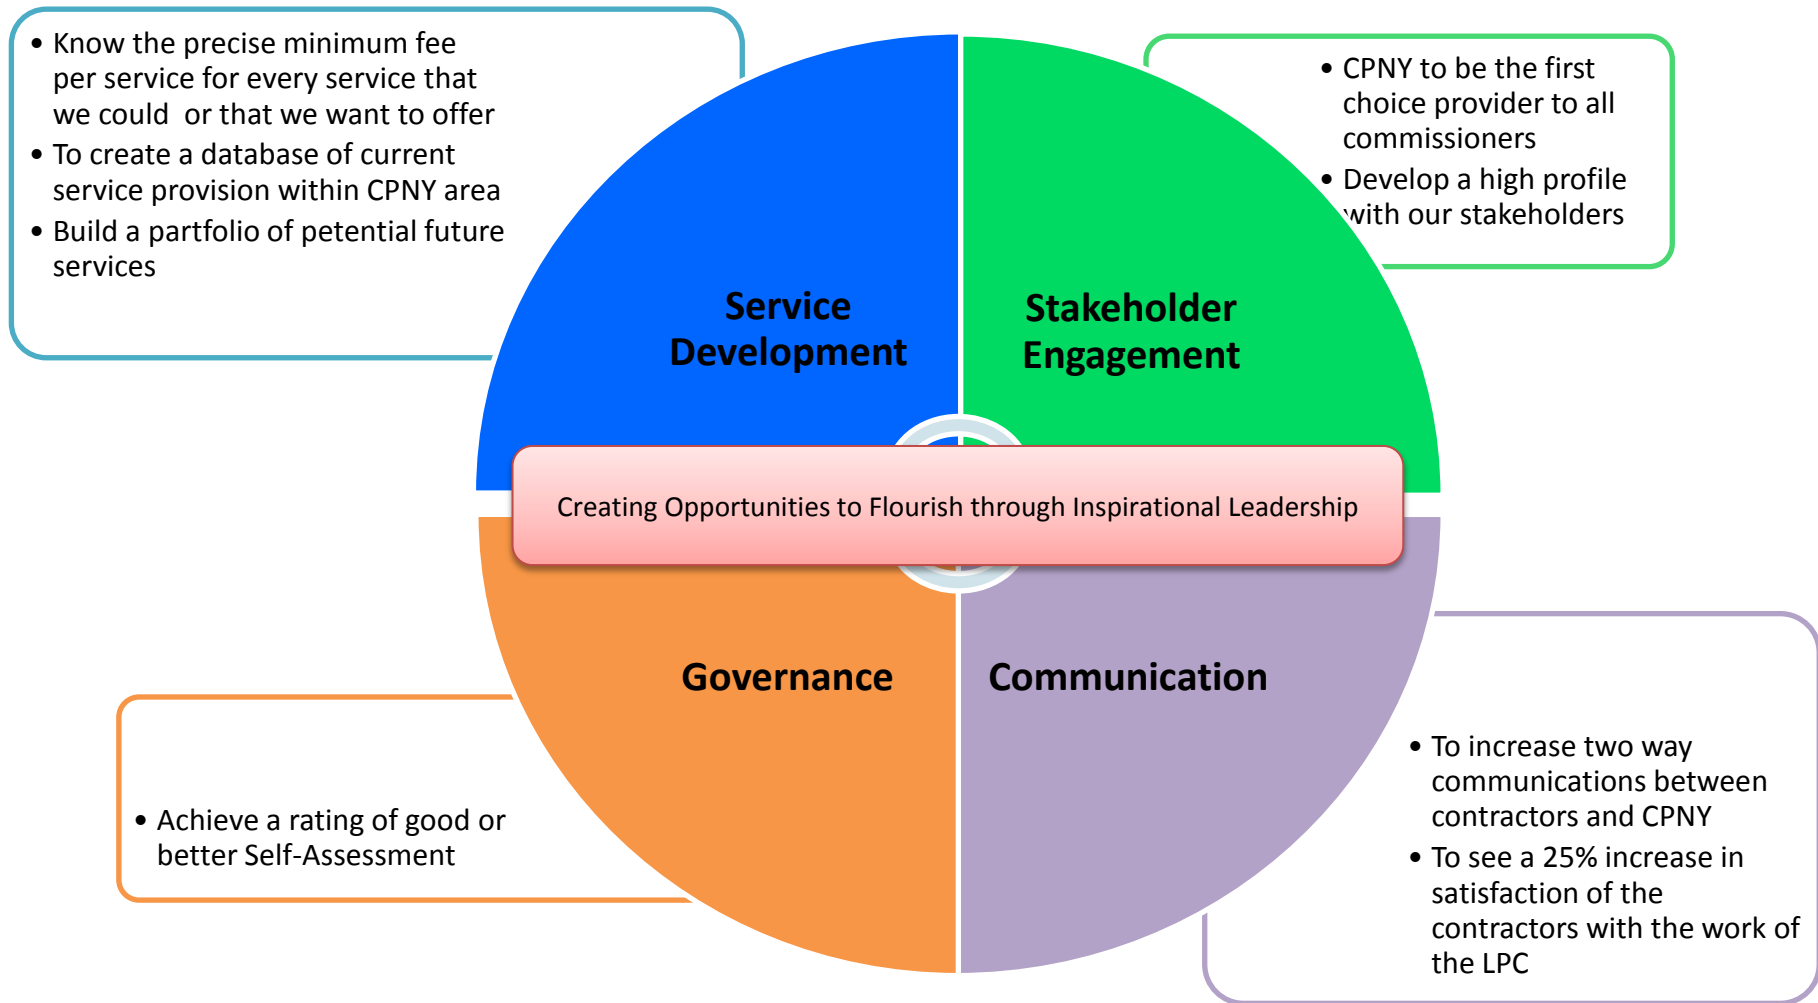 • Know the precise minimum fee
per service for every service that
we could or that we want to offer
• To create a database of current
service provision within CPNY area
• Build a partfolio of petential future
services
• CPNY to be the first
choice provider to all
commissioners
• Develop a high profile
with our stakeholders
Service
Development
Stakeholder
Engagement
Creating Opportunities to Flourish through Inspirational Leadership
Governance
Communication
• Achieve a rating of good or
better Self-Assessment
• To increase two way
communications between
contractors and CPNY
• To see a 25% increase in
satisfaction of the
contractors with the work of
the LPC